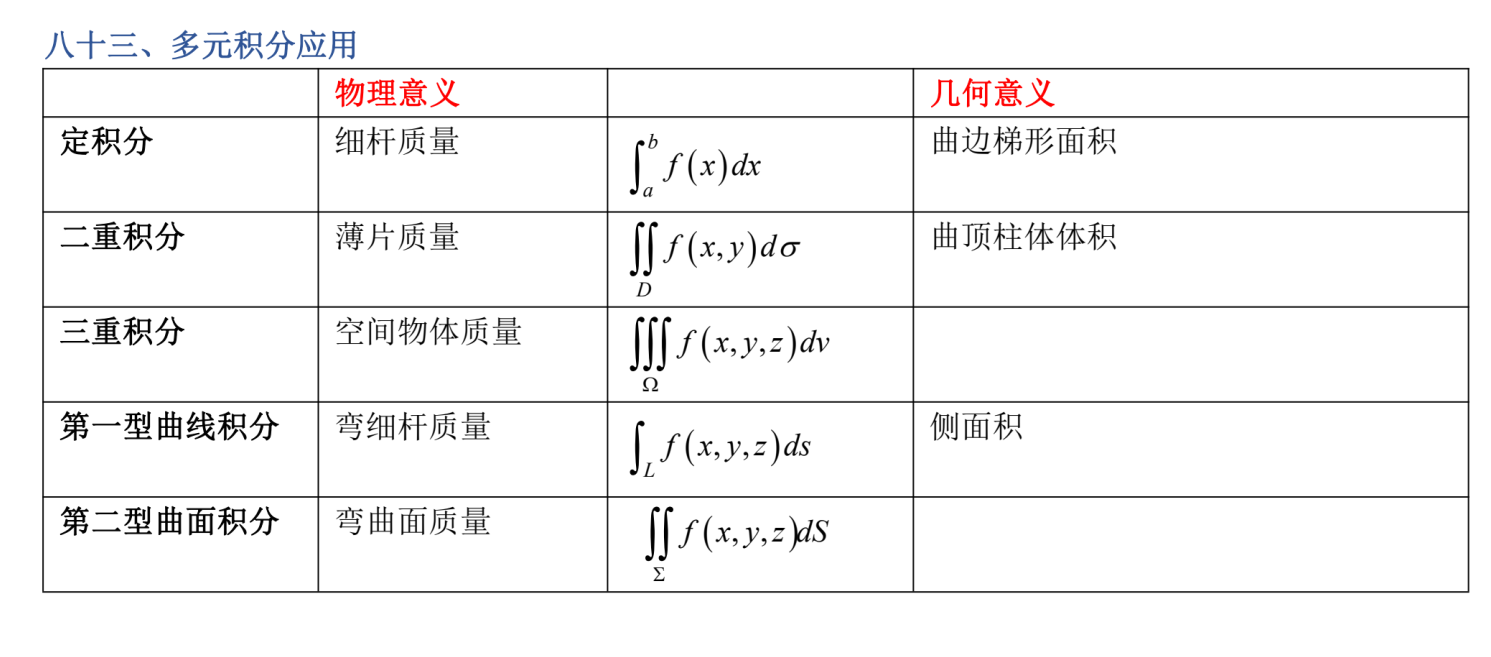 八十三、多元积分应用
物理意义 几何意义
定积分 细杆质量 \int_a^b f(x)dx 曲边梯形面积
二重积分 薄片质量 \iint_D f(x,y)d\sigma 曲顶柱体体积
三重积分 空间物体质量 \iiint_\Omega f(x,y,z)dv
第一型曲线积分 弯细杆质量 \int_L f(x,y,z)ds 侧面积
第二型曲面积分 弯曲面质量 \iint_\Sigma f(x,y,z)dS